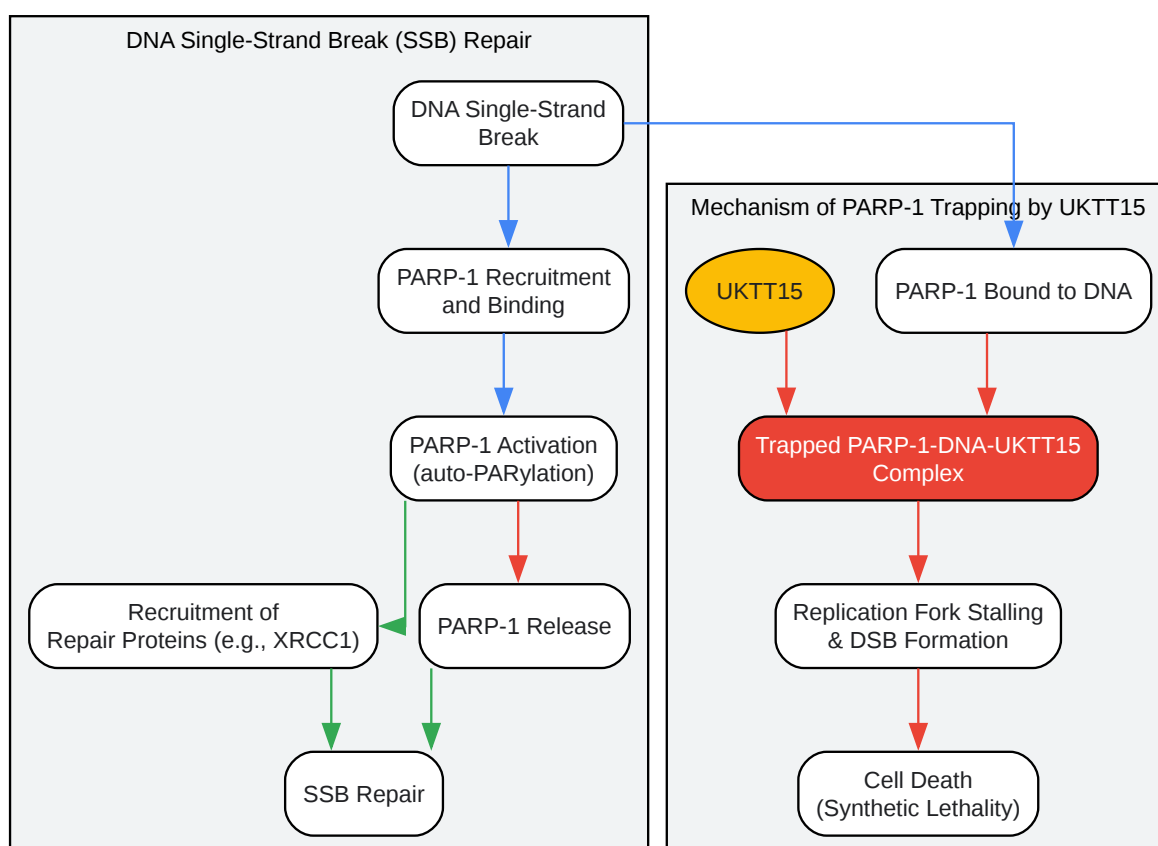 DNA Single-Strand Break (SSB) Repair
DNA Single-Strand
Break
PARP-1 Recruitment
and Binding
PARP-1 Activation
(auto-PARylation)
Recruitment of
Repair Proteins (e.g., XRCC1)
PARP-1 Release
SSB Repair
Mechanism of PARP-1 Trapping by UKTT15
UKTT15
PARP-1 Bound to DNA
Trapped PARP-1-DNA-UKTT15
Complex
Replication Fork Stalling
& DSB Formation
Cell Death
(Synthetic Lethality)